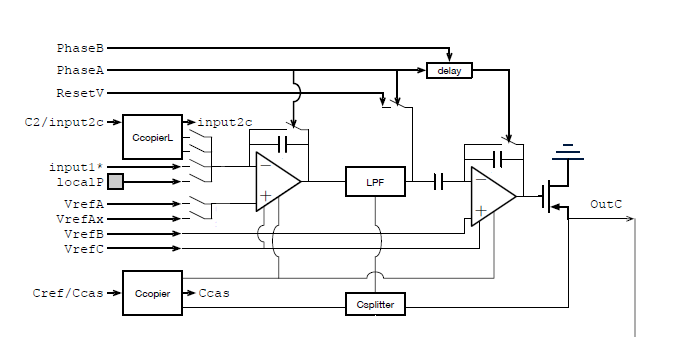 PhaseB
PhaseA
delay
ResetV
C2/input2c
input2c
CcopierL
input1*
localP
LPF
VrefA
OutC
VrefAx
VrefB
VrefC
Cref/Ccas
Ccopier
Ccas
Csplitter